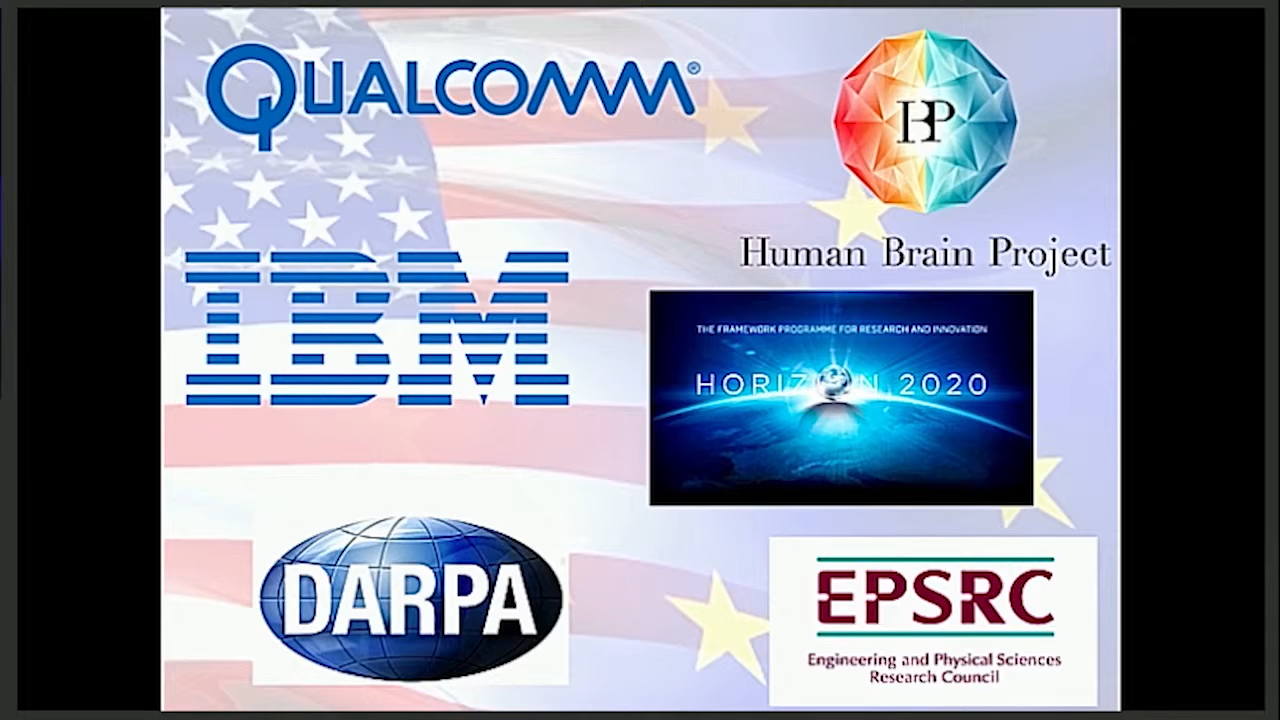 QUALCOMM®
HBP
Human Brain Project
IBM
THE FRAMEWORK PROGRAMME FOR RESEARCH AND INNOVATION
HORIZON 2020
DARPA
EPSRC
Engineering and Physical Sciences
Research Council